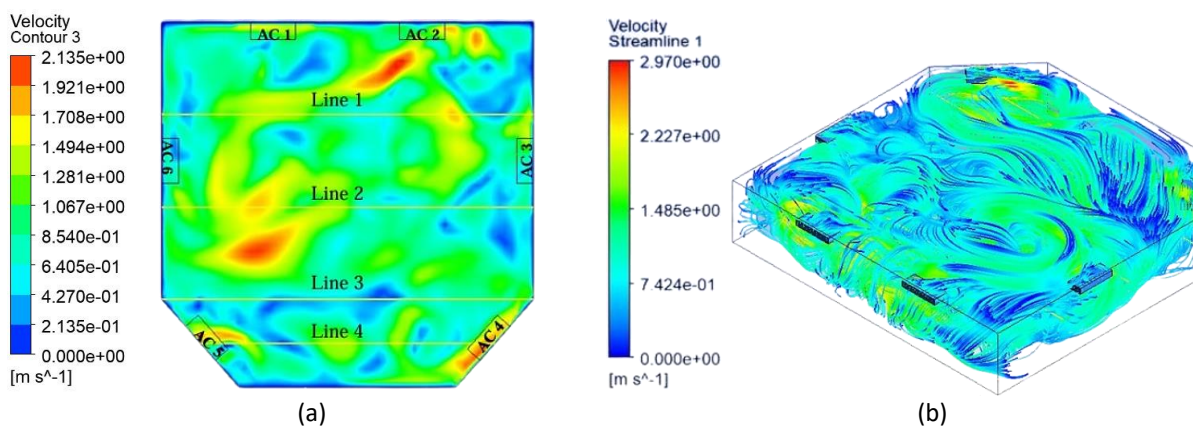 Velocity
Contour 3
2.135e+00
1.921e+00
1.708e+00
1.494e+00
1.281e+00
1.067e+00
8.540e-01
6.405e-01
4.270e-01
2.135e-01
0.000e+00
[m s^-1]
AC 1
AC 2
Line 1
AC 6
AC 3
Line 2
Line 3
Line 4
AC 5
AC 4
(a)
Velocity
Streamline 1
2.970e+00
2.227e+00
1.485e+00
7.424e-01
0.000e+00
[m s^-1]
(b)